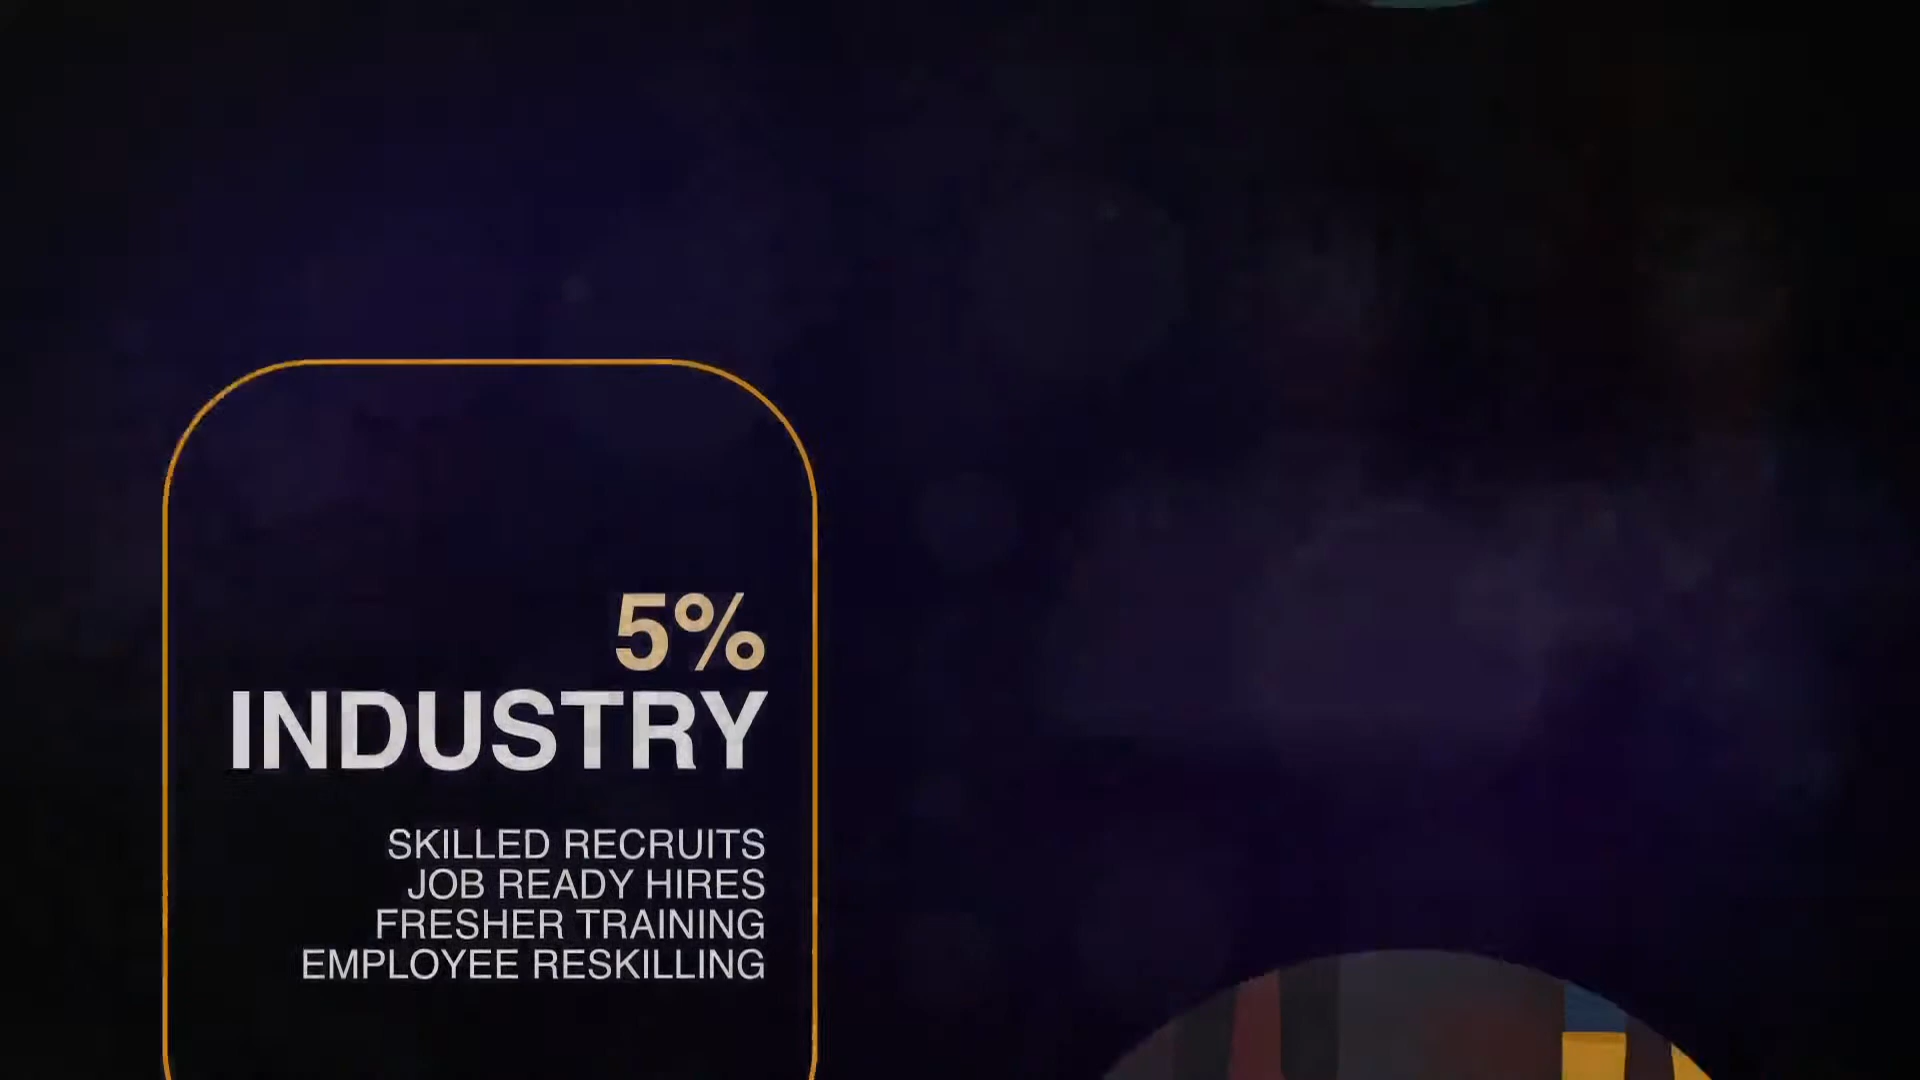 5%
INDUSTRY
SKILLED RECRUITS
JOB READY HIRES
FRESHER TRAINING
EMPLOYEE RESKILLING